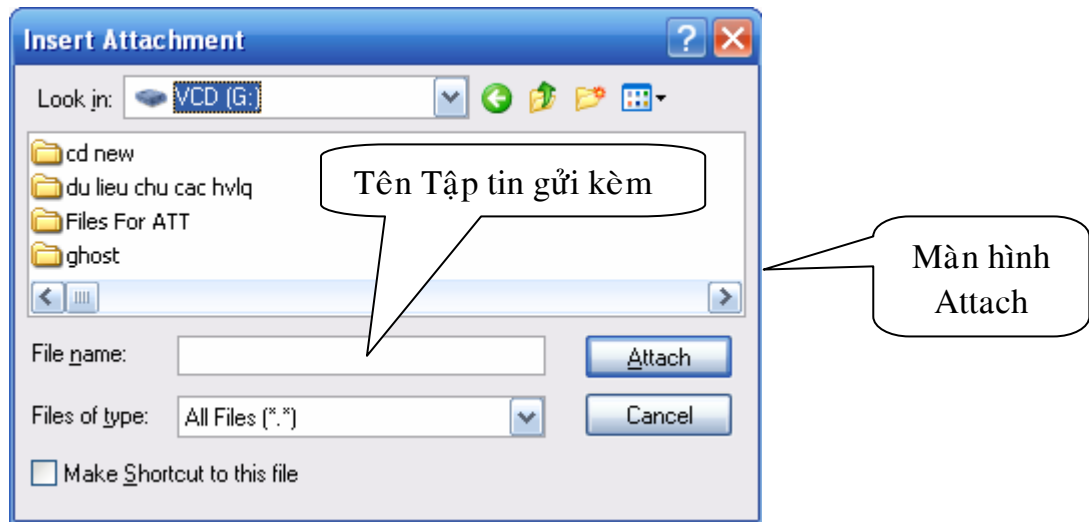 Insert Attachment
Look in: VCD (G:)
cd new
du lieu chu cac hvlq
Files For ATT
ghost
Tên Tập tin gửi kèm
Màn hình
Attach
File name:
Attach
Files of type: All Files (*.*)
Cancel
Make Shortcut to this file